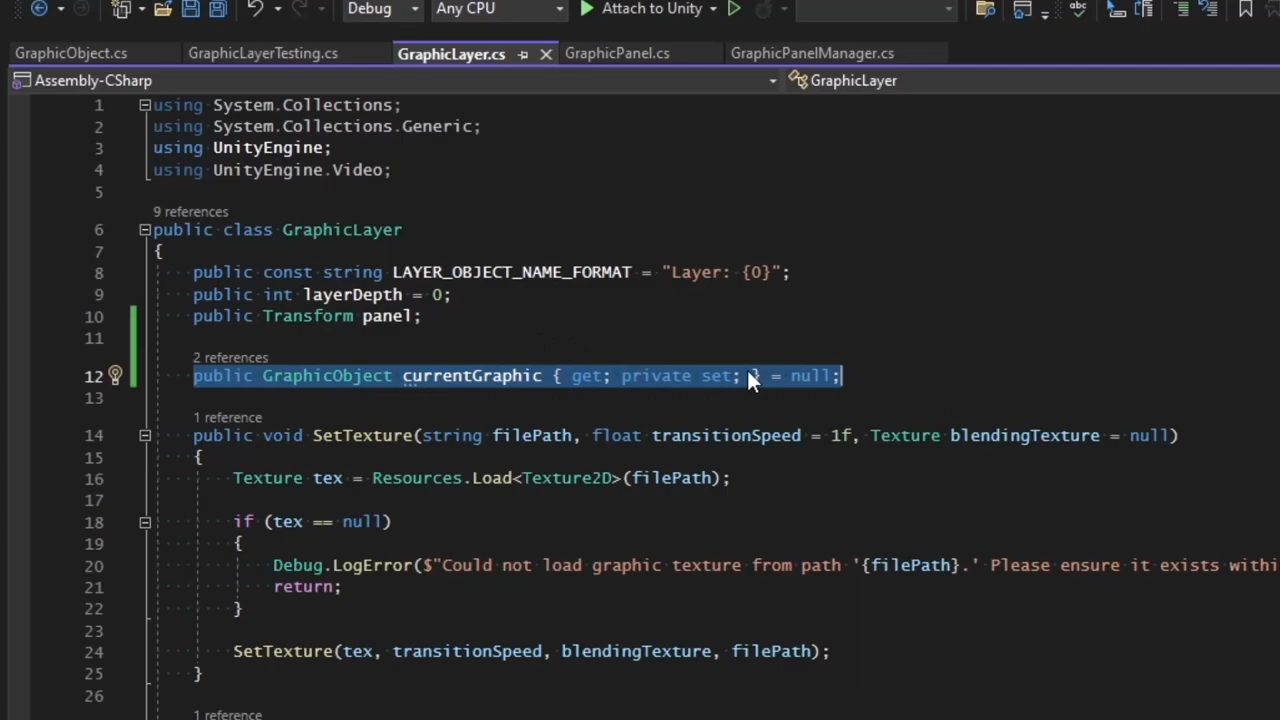 Debug Any CPU Attach to Unity
GraphicObject.cs GraphicLayerTesting.cs GraphicLayer.cs GraphicPanel.cs GraphicPanelManager.cs
Assembly-CSharp GraphicLayer
1 using System.Collections;
2 using System.Collections.Generic;
3 using UnityEngine;
4 using UnityEngine.Video;
5
9 references
6 public class GraphicLayer
7 {
8 public const string LAYER_OBJECT_NAME_FORMAT = "Layer: {0}";
9 public int layerDepth = 0;
10 public Transform panel;
11
2 references
12 public GraphicObject currentGraphic { get; private set; } = null;
13
1 reference
14 public void SetTexture(string filePath, float transitionSpeed = 1f, Texture blendingTexture = null)
15 {
16 Texture tex = Resources.Load<Texture2D>(filePath);
17
18 if (tex == null)
19 {
20 Debug.LogError($"Could not load graphic texture from path '{filePath}.' Please ensure it exists withi
21 return;
22 }
23
24 SetTexture(tex, transitionSpeed, blendingTexture, filePath);
25 }
26
1 reference